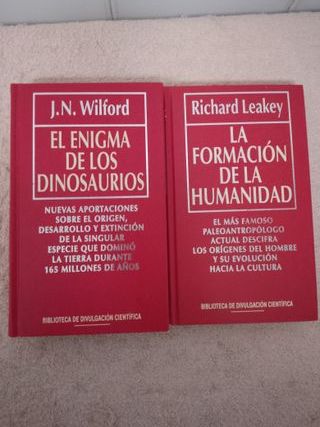 J.N. Wilford
EL ENIGMA
DE LOS
DINOSAURIOS
NUEVAS APORTACIONES
SOBRE EL ORIGEN,
DESARROLLO Y EXTINCIÓN
DE LA SINGULAR
ESPECIE QUE DOMINÓ
LA TIERRA DURANTE
165 MILLONES DE AÑOS
BIBLIOTECA DE DIVULGACIÓN CIENTÍFICA
Richard Leakey
LA
FORMACIÓN
DE LA
HUMANIDAD
EL MÁS FAMOSO
PALEOANTROPÓLOGO
ACTUAL DESCIFRA
LOS ORÍGENES DEL HOMBRE
Y SU EVOLUCIÓN
HACIA LA CULTURA
BIBLIOTECA DE DIVULGACIÓN CIENTÍFICA